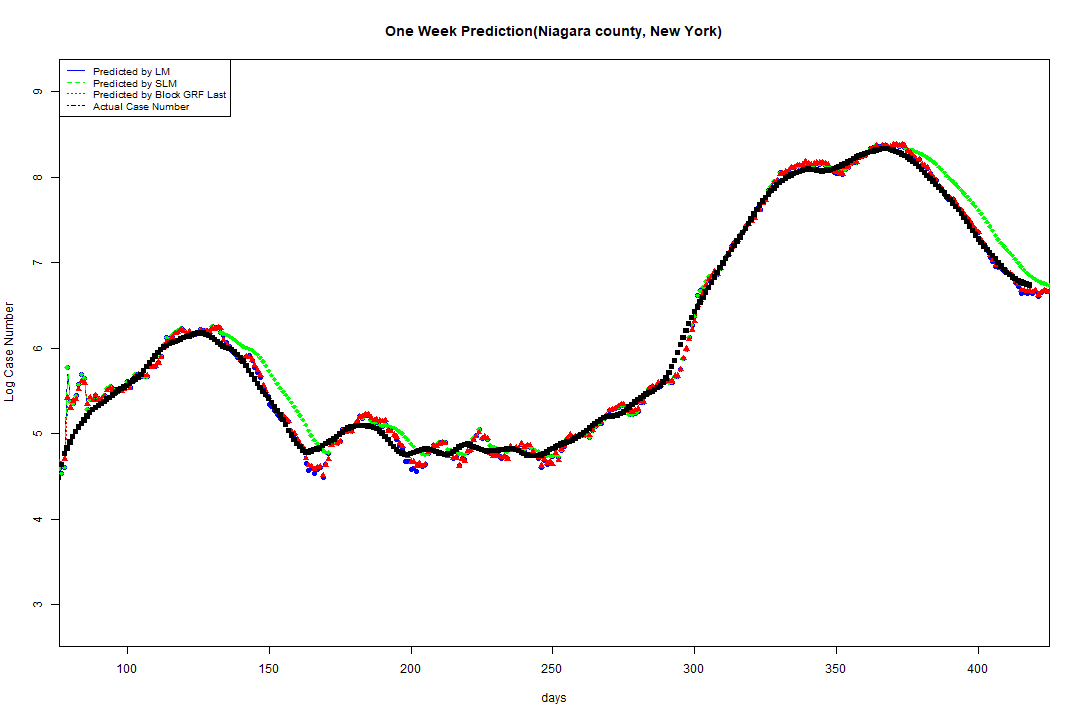 One Week Prediction(Niagara county, New York)
Predicted by LM
Predicted by SLM
Predicted by Block GRF Last
Actual Case Number
9
8
7
6
5
4
3
Log Case Number
100 150 200 250 300 350 400
days